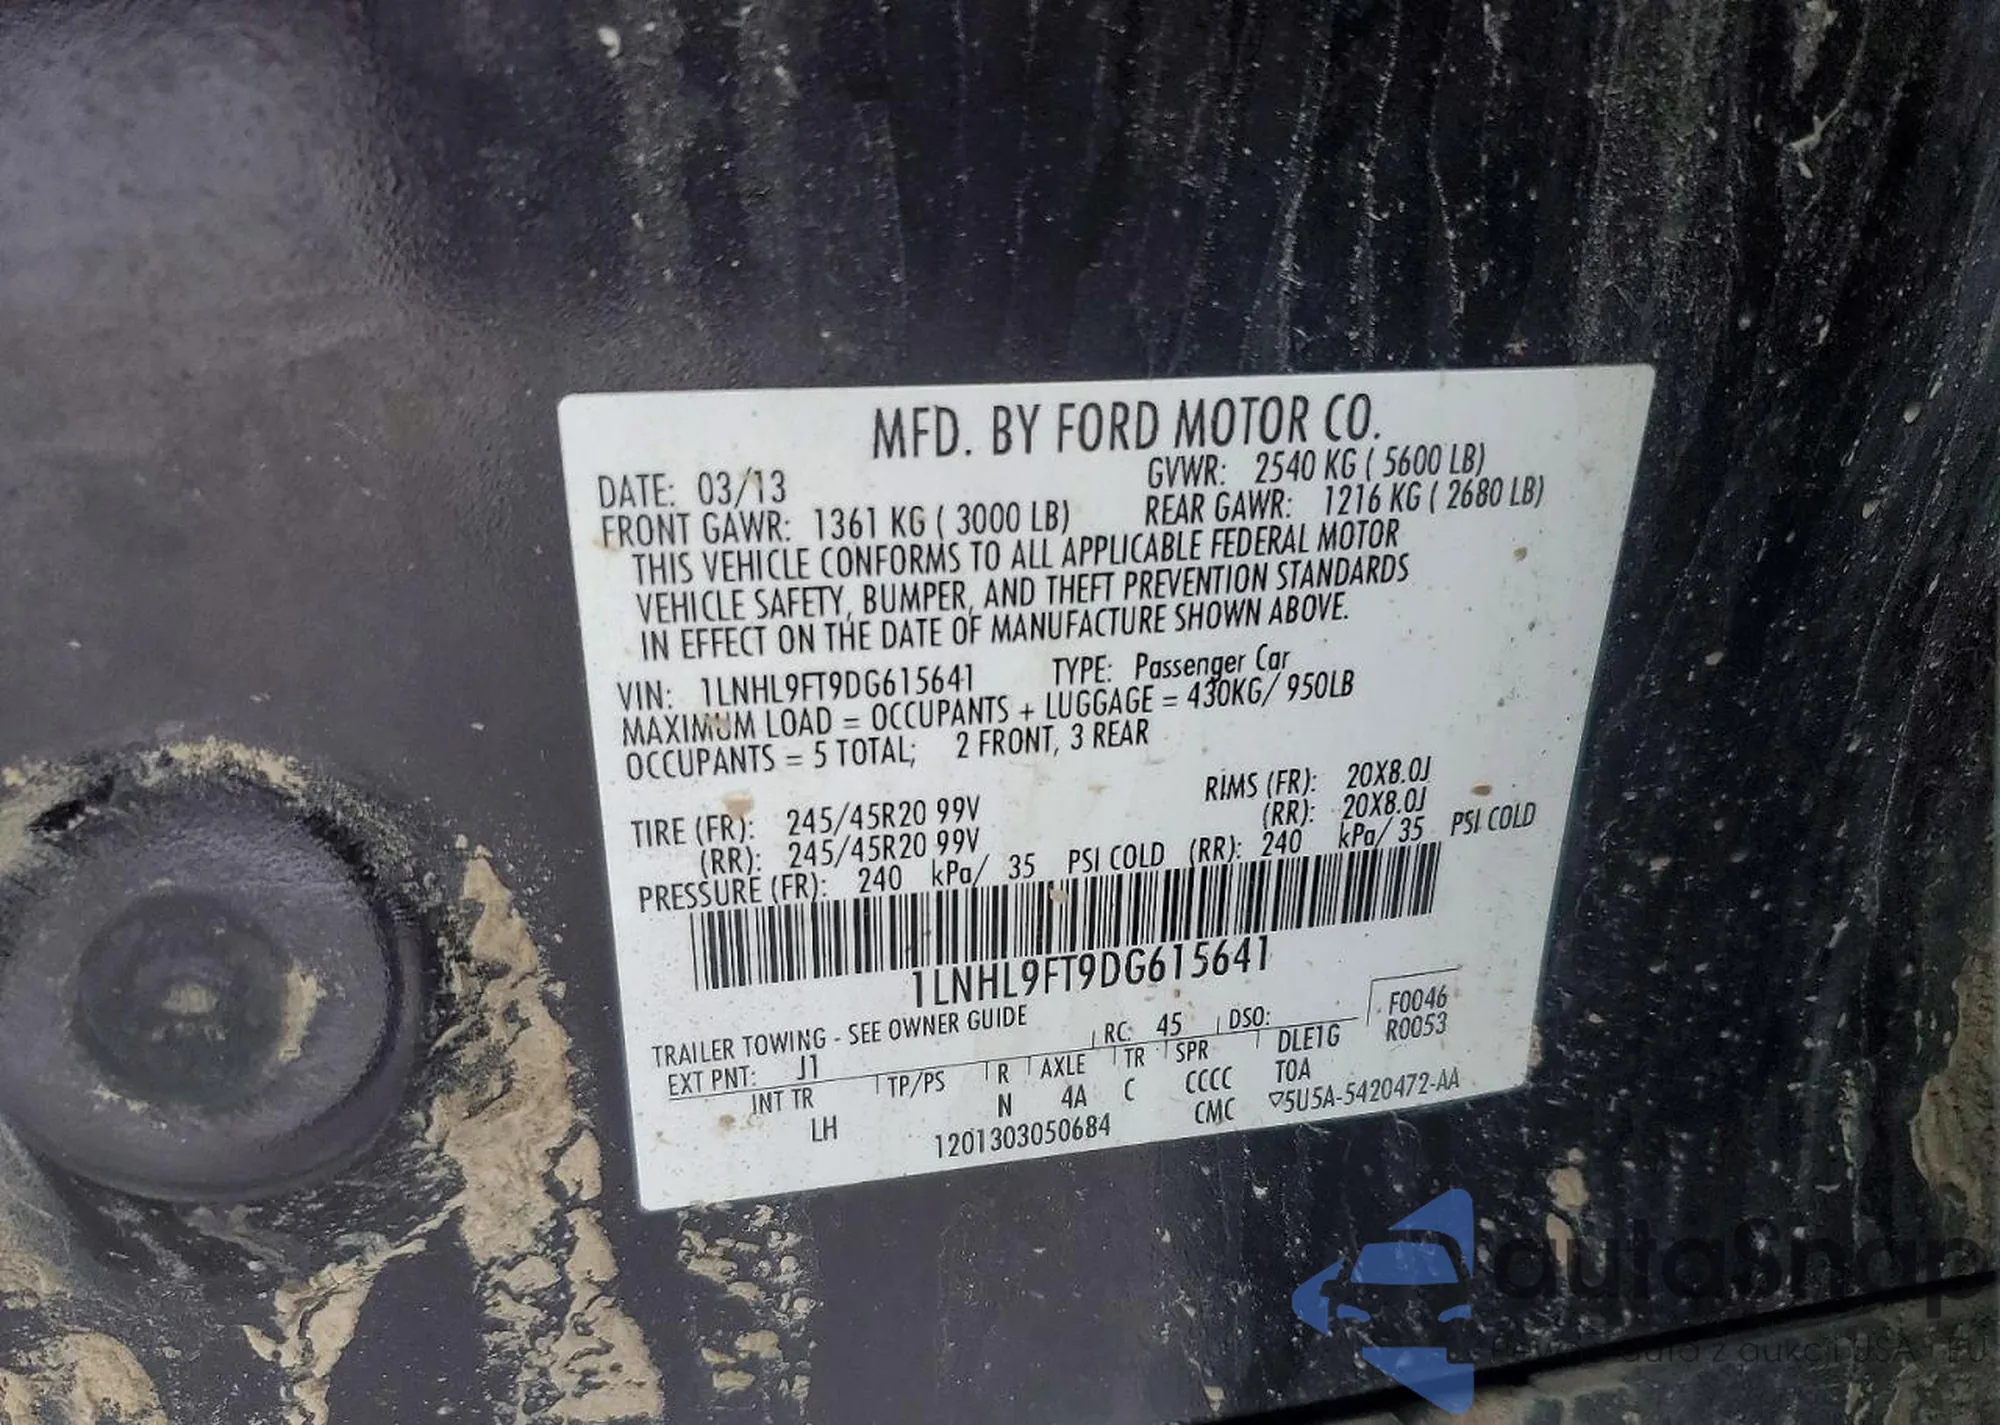 MFD. BY FORD MOTOR CO.
DATE: 03/13 GVWR: 2540 KG ( 5600 LB)
FRONT GAWR: 1361 KG ( 3000 LB) REAR GAWR: 1216 KG ( 2680 LB)
THIS VEHICLE CONFORMS TO ALL APPLICABLE FEDERAL MOTOR
VEHICLE SAFETY, BUMPER, AND THEFT PREVENTION STANDARDS
IN EFFECT ON THE DATE OF MANUFACTURE SHOWN ABOVE.
VIN: 1LNHL9FT9DG615641 TYPE: Passenger Car
MAXIMUM LOAD = OCCUPANTS + LUGGAGE = 430KG/ 950LB
OCCUPANTS = 5 TOTAL; 2 FRONT, 3 REAR
TIRE (FR): 245/45R20 99V RIMS (FR): 20X8.0J
(RR): 245/45R20 99V (RR): 20X8.0J
PRESSURE (FR): 240 kPa/ 35 PSI COLD (RR): 240 kPa/ 35 PSI COLD
1LNHL9FT9DG615641
TRAILER TOWING - SEE OWNER GUIDE
EXT PNT: J1 RC: 45 DSO: F0046
R0053
INT TR TP/PS R AXLE TR SPR DLE1G
LH N 4A C CCCC TOA
1201303050684 CMC ▽5U5A-5420472-AA
autaSnap
auta z aukcji USA EU